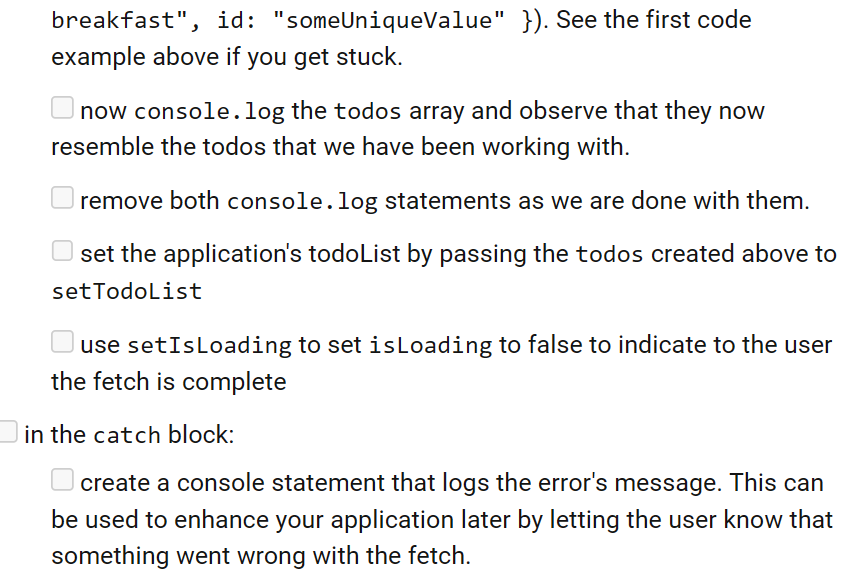 breakfast", id: "someUniqueValue" }). See the first code
example above if you get stuck.
now console.log the todos array and observe that they now
resemble the todos that we have been working with.
remove both console.log statements as we are done with them.
set the application's todoList by passing the todos created above to
setTodoList
use setIsLoading to set isLoading to false to indicate to the user
the fetch is complete
in the catch block:
create a console statement that logs the error's message. This can
be used to enhance your application later by letting the user know that
something went wrong with the fetch.